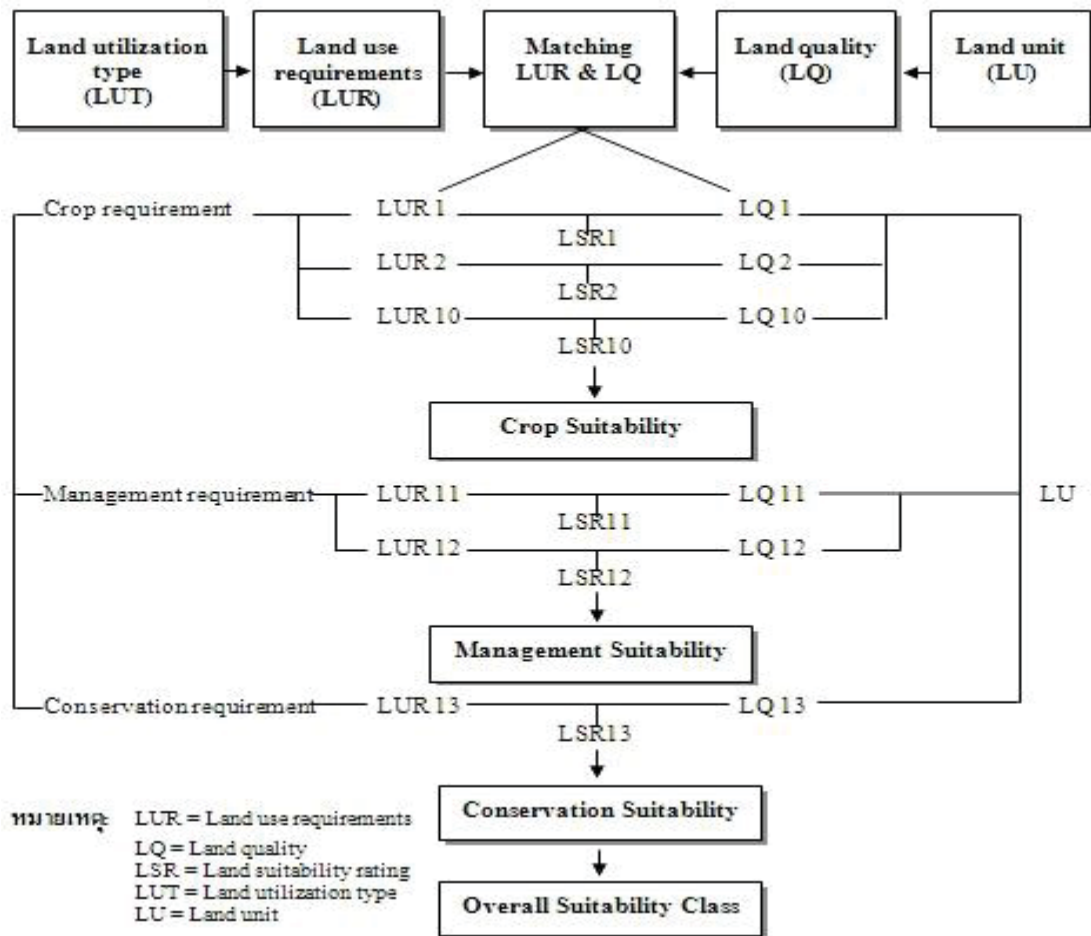 Land utilization
type
(LUT)
Land use
requirements
(LUR)
Matching
LUR & LQ
Land quality
(LQ)
Land unit
(LU)
Crop requirement
LUR 1
LQ 1
LSR1
LUR 2
LQ 2
LSR2
LUR 10
LQ 10
LSR10
Crop Suitability
Management requirement
LUR 11
LQ 11
LU
LSR11
LUR 12
LQ 12
LSR12
Management Suitability
Conservation requirement
LUR 13
LQ 13
LSR13
Conservation Suitability
หมายเหตุ: LUR = Land use requirements
LQ = Land quality
LSR = Land suitability rating
LUT = Land utilization type
LU = Land unit
Overall Suitability Class